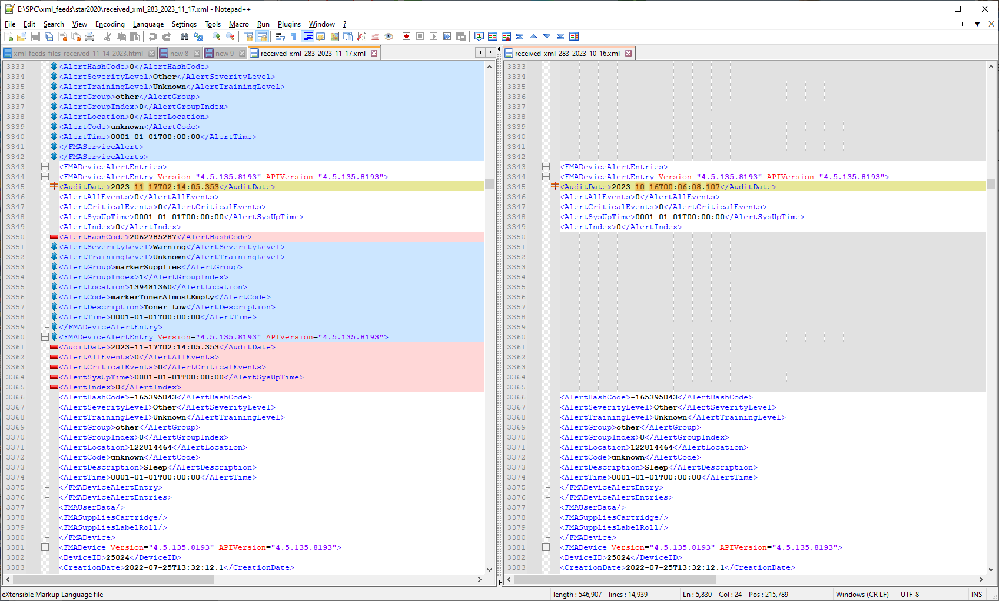 E:\SPC\xml_feeds\star2020\received_xml_283_2023_11_17.xml - Notepad++
File Edit Search View Encoding Language Settings Tools Macro Run Plugins Window ?
xml_feeds_files_received_11_14_2023.html new 8 new 9 received_xml_283_2023_11_17.xml
3333 <AlertHashCode>0</AlertHashCode>
3334 <AlertSeverityLevel>Other</AlertSeverityLevel>
3335 <AlertTrainingLevel>Unknown</AlertTrainingLevel>
3336 <AlertGroup>other</AlertGroup>
3337 <AlertGroupIndex>0</AlertGroupIndex>
3338 <AlertLocation>0</AlertLocation>
3339 <AlertCode>unknown</AlertCode>
3340 <AlertTime>0001-01-01T00:00:00</AlertTime>
3341 </FMAServiceAlert>
3342 </FMAServiceAlerts>
3343 <FMADeviceAlertEntries>
3344 <FMADeviceAlertEntry Version="4.5.135.8193" APIVersion="4.5.135.8193">
3345 <AuditDate>2023-11-17T02:14:05.353</AuditDate>
3346 <AlertAllEvents>0</AlertAllEvents>
3347 <AlertCriticalEvents>0</AlertCriticalEvents>
3348 <AlertSysUpTime>0001-01-01T00:00:00</AlertSysUpTime>
3349 <AlertIndex>0</AlertIndex>
3350 <AlertHashCode>2062785287</AlertHashCode>
3351 <AlertSeverityLevel>Warning</AlertSeverityLevel>
3352 <AlertTrainingLevel>Unknown</AlertTrainingLevel>
3353 <AlertGroup>markerSupplies</AlertGroup>
3354 <AlertGroupIndex>1</AlertGroupIndex>
3355 <AlertLocation>139481360</AlertLocation>
3356 <AlertCode>markerTonerAlmostEmpty</AlertCode>
3357 <AlertDescription>Toner Low</AlertDescription>
3358 <AlertTime>0001-01-01T00:00:00</AlertTime>
3359 </FMADeviceAlertEntry>
3360 <FMADeviceAlertEntry Version="4.5.135.8193" APIVersion="4.5.135.8193">
3361 <AuditDate>2023-11-17T02:14:05.353</AuditDate>
3362 <AlertAllEvents>0</AlertAllEvents>
3363 <AlertCriticalEvents>0</AlertCriticalEvents>
3364 <AlertSysUpTime>0001-01-01T00:00:00</AlertSysUpTime>
3365 <AlertIndex>0</AlertIndex>
3366 <AlertHashCode>-165395043</AlertHashCode>
3367 <AlertSeverityLevel>Other</AlertSeverityLevel>
3368 <AlertTrainingLevel>Unknown</AlertTrainingLevel>
3369 <AlertGroup>other</AlertGroup>
3370 <AlertGroupIndex>0</AlertGroupIndex>
3371 <AlertLocation>122814464</AlertLocation>
3372 <AlertCode>unknown</AlertCode>
3373 <AlertDescription>Sleep</AlertDescription>
3374 <AlertTime>0001-01-01T00:00:00</AlertTime>
3375 </FMADeviceAlertEntry>
3376 </FMADeviceAlertEntries>
3377 <FMAUserData/>
3378 <FMASuppliesCartridge/>
3379 <FMASuppliesLabelRoll/>
3380 </FMADevice>
3381 <FMADevice Version="4.5.135.8193" APIVersion="4.5.135.8193">
3382 <DeviceID>25024</DeviceID>
3383 <CreationDate>2022-07-25T13:32:12.1</CreationDate>
received_xml_283_2023_10_16.xml
3333
3334
3335
3336
3337
3338
3339
3340
3341
3342
3343 <FMADeviceAlertEntries>
3344 <FMADeviceAlertEntry Version="4.5.135.8193" APIVersion="4.5.135.8193">
3345 <AuditDate>2023-10-16T00:06:08.107</AuditDate>
3346 <AlertAllEvents>0</AlertAllEvents>
3347 <AlertCriticalEvents>0</AlertCriticalEvents>
3348 <AlertSysUpTime>0001-01-01T00:00:00</AlertSysUpTime>
3349 <AlertIndex>0</AlertIndex>
3350
3351
3352
3353
3354
3355
3356
3357
3358
3359
3360
3361
3362
3363
3364
3365
3366 <AlertHashCode>-165395043</AlertHashCode>
3367 <AlertSeverityLevel>Other</AlertSeverityLevel>
3368 <AlertTrainingLevel>Unknown</AlertTrainingLevel>
3369 <AlertGroup>other</AlertGroup>
3370 <AlertGroupIndex>0</AlertGroupIndex>
3371 <AlertLocation>122814464</AlertLocation>
3372 <AlertCode>unknown</AlertCode>
3373 <AlertDescription>Sleep</AlertDescription>
3374 <AlertTime>0001-01-01T00:00:00</AlertTime>
3375 </FMADeviceAlertEntry>
3376 </FMADeviceAlertEntries>
3377 <FMAUserData/>
3378 <FMASuppliesCartridge/>
3379 <FMASuppliesLabelRoll/>
3380 </FMADevice>
3381 <FMADevice Version="4.5.135.8193" APIVersion="4.5.135.8193">
3382 <DeviceID>25024</DeviceID>
3383 <CreationDate>2022-07-25T13:32:12.1</CreationDate>
eXtensible Markup Language file length : 546,907 lines : 14,939 Ln : 5,830 Col : 24 Pos : 215,789 Windows (CR LF) UTF-8 INS